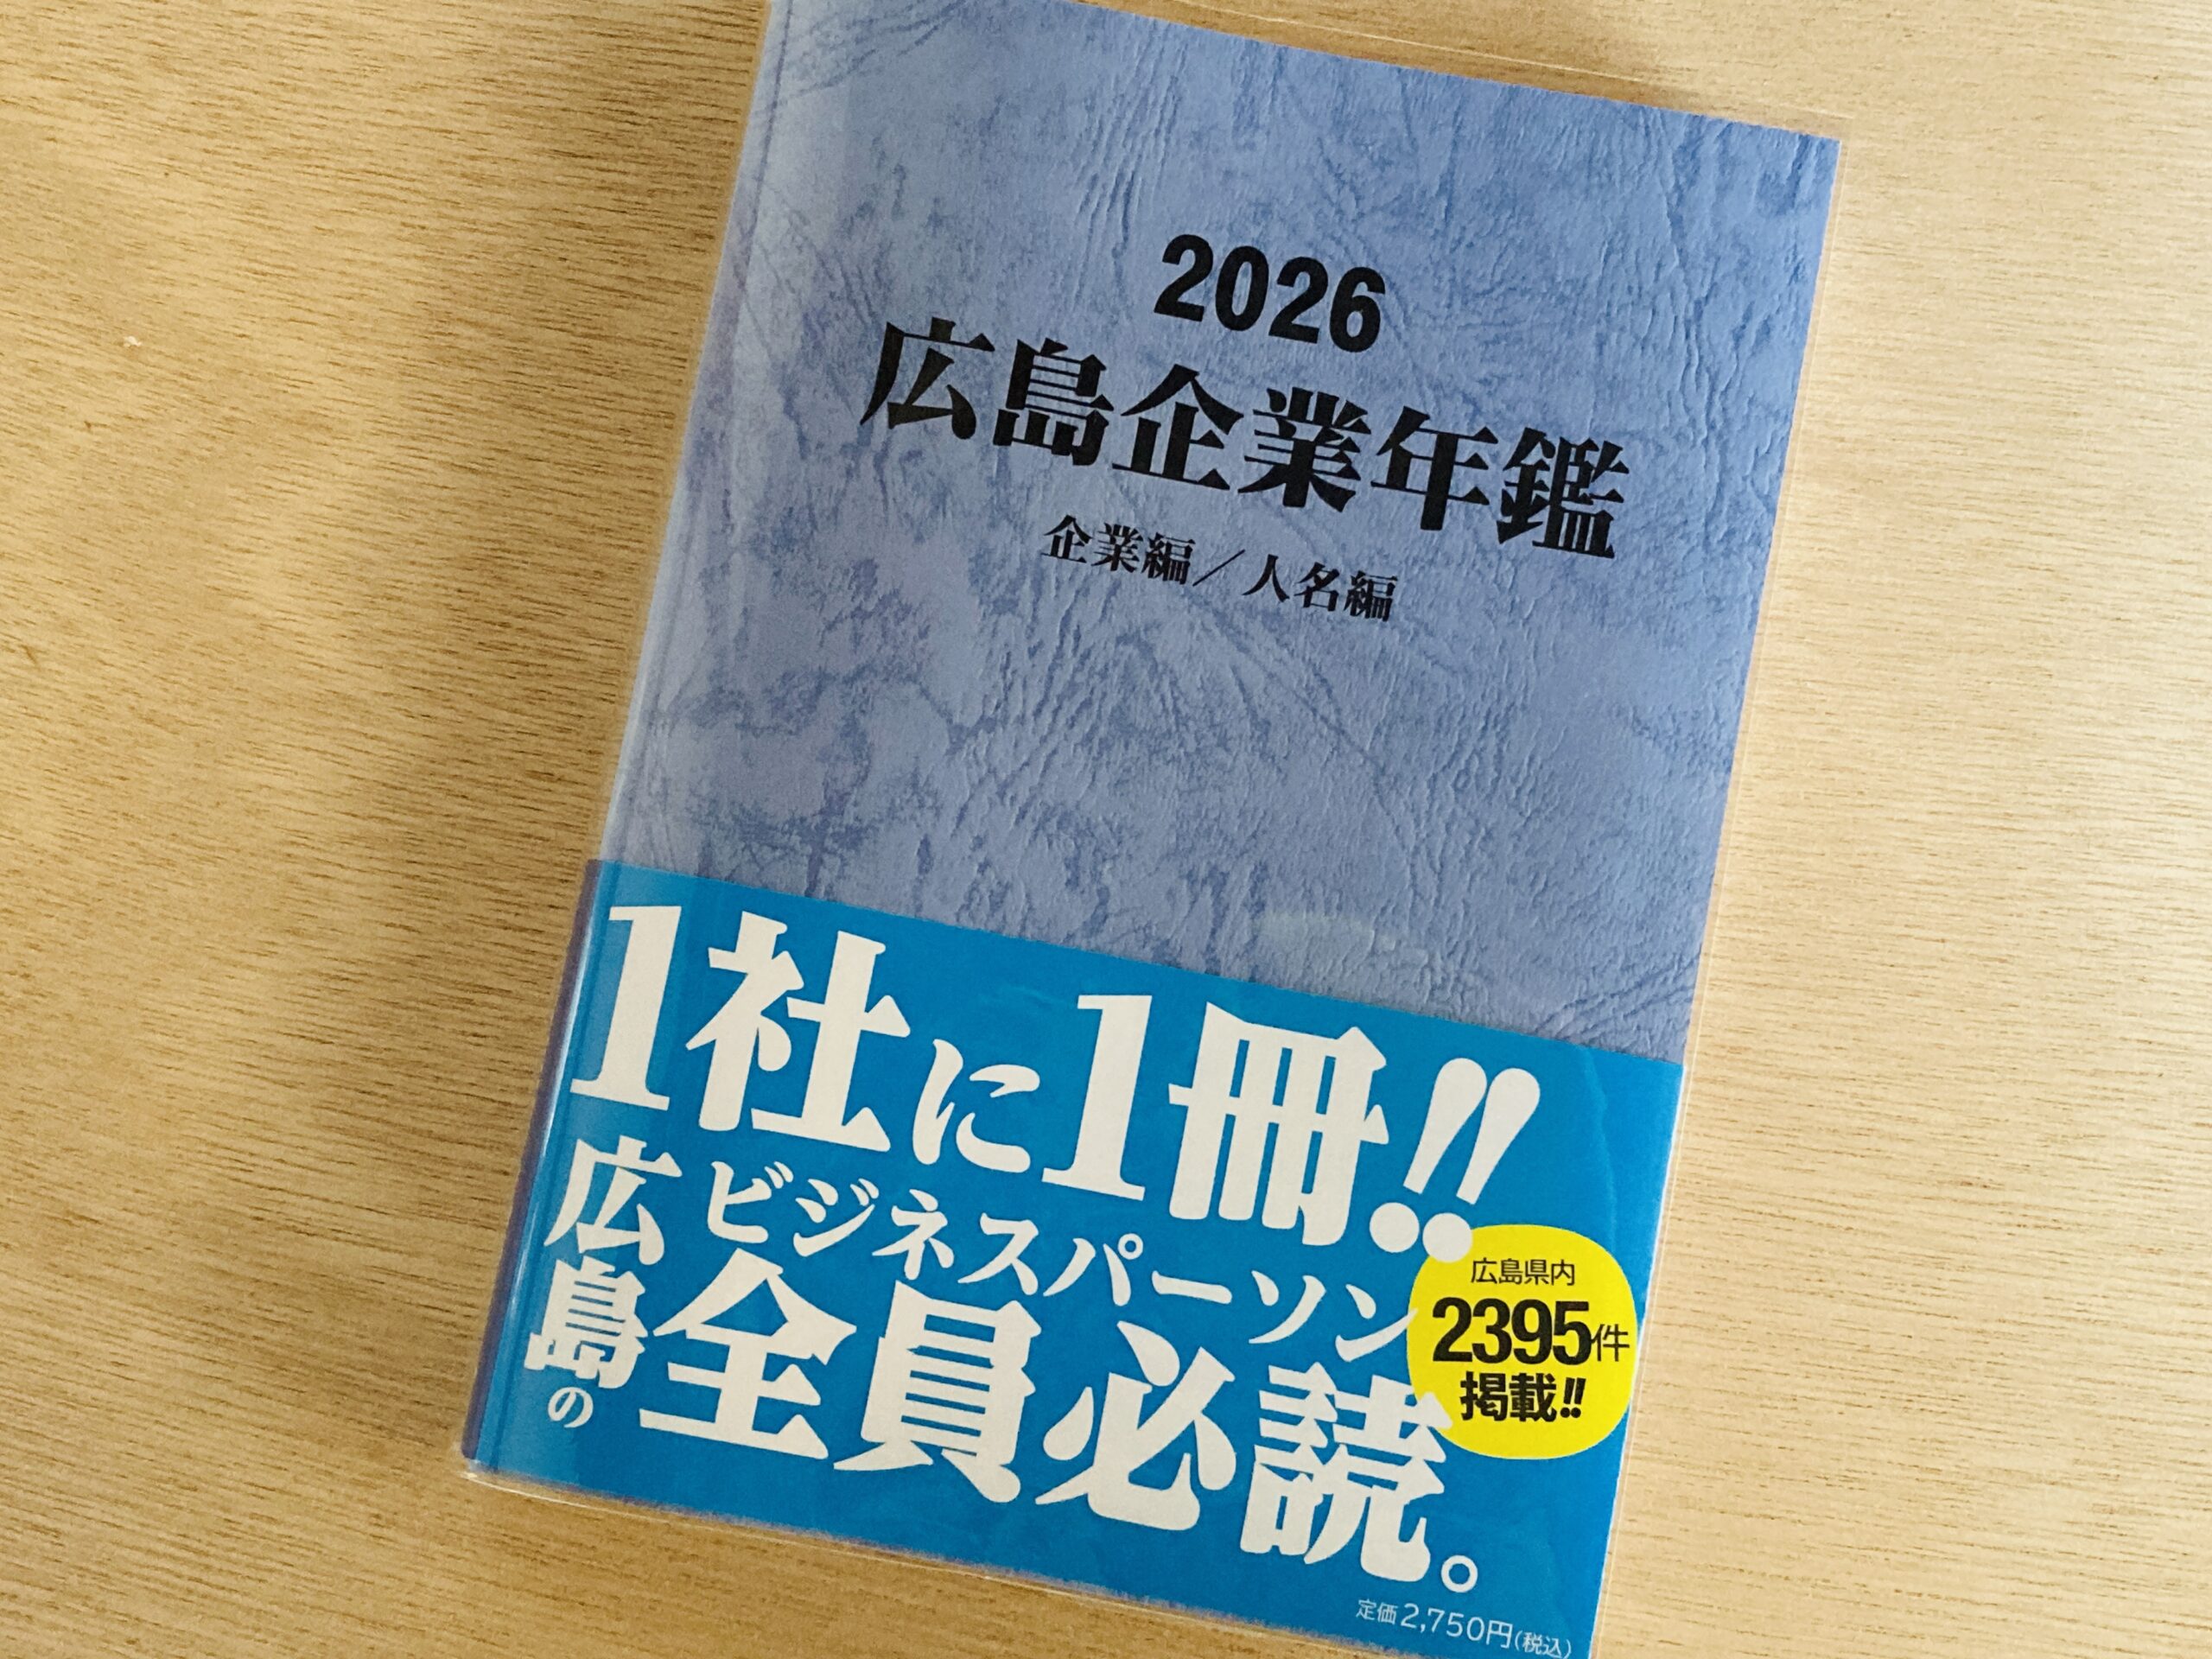 2026
広島企業年鑑
企業編／人名編
1社に1冊!!
広島の
ビジネスパーソン
全員必読。
広島県内
2395件
掲載!!
定価2,750円(税込)